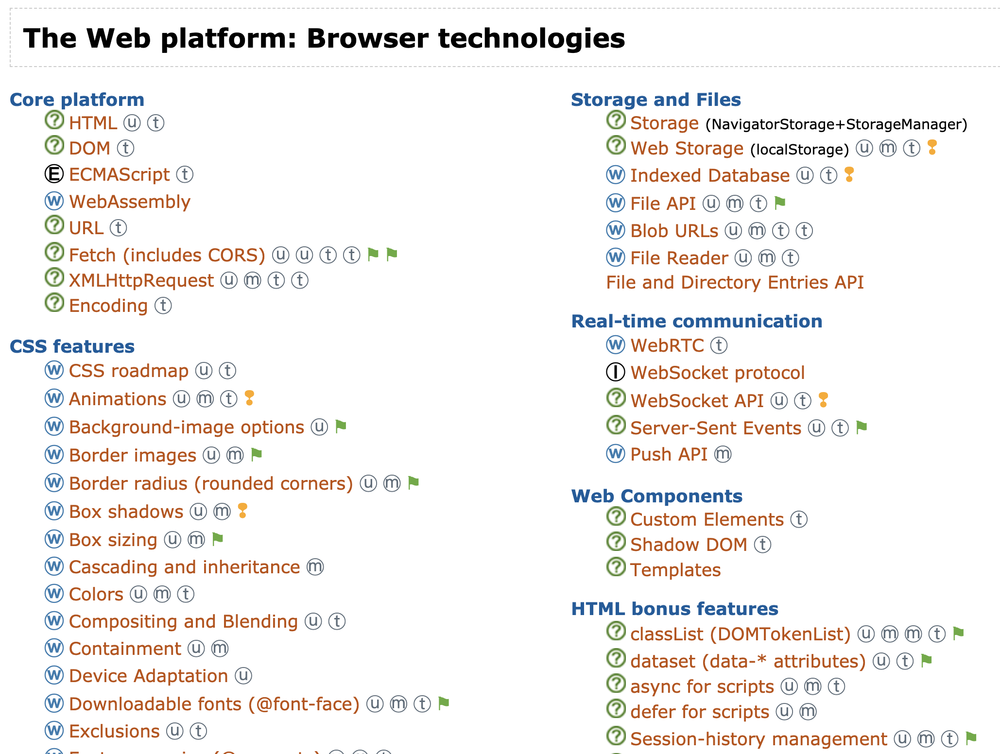 The Web platform: Browser technologies
Core platform
? HTML u t
? DOM t
E ECMAScript t
W WebAssembly
? URL t
? Fetch (includes CORS) u u t t
? XMLHttpRequest u m t t
? Encoding t
CSS features
W CSS roadmap u t
W Animations u m t
W Background-image options u
W Border images u m
W Border radius (rounded corners) u m
W Box shadows u m
W Box sizing u m
W Cascading and inheritance m
W Colors u m t
W Compositing and Blending u t
W Containment u m
W Device Adaptation u
W Downloadable fonts (@font-face) u m t
W Exclusions u t
Storage and Files
? Storage (NavigatorStorage+StorageManager)
? Web Storage (localStorage) u m t
W Indexed Database u t
W File API u m t
W Blob URLs u m t t
W File Reader u m t
File and Directory Entries API
Real-time communication
W WebRTC t
I WebSocket protocol
? WebSocket API u t
? Server-Sent Events u t
W Push API m
Web Components
? Custom Elements t
? Shadow DOM t
? Templates
HTML bonus features
? classList (DOMTokenList) u m m t
? dataset (data-* attributes) u t
? async for scripts u m t
? defer for scripts u m
? Session-history management u m t